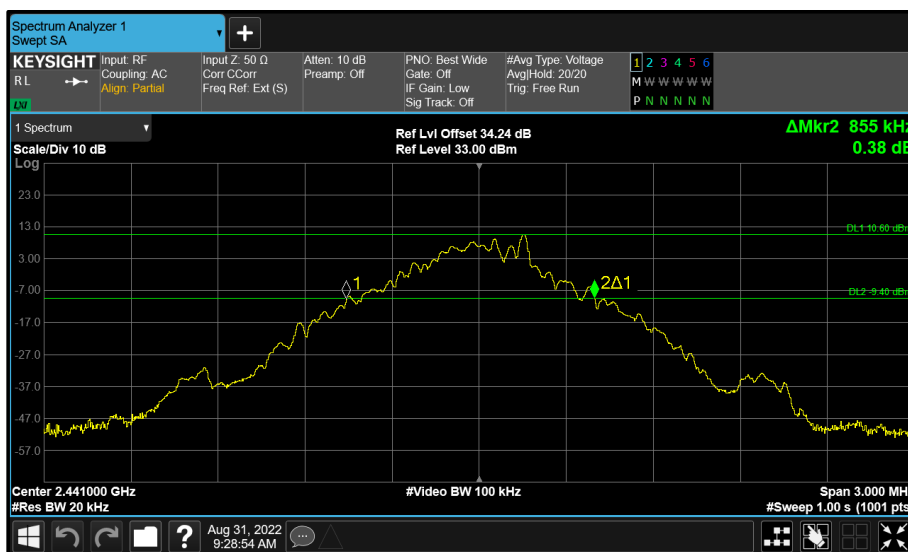 Spectrum Analyzer 1
Swept SA
+
KEYSIGHT Input: RF Input Z: 50 Ω Atten: 10 dB PNO: Best Wide #Avg Type: Voltage 1 2 3 4 5 6
R L Coupling: AC Corr CCorr Preamp: Off Gate: Off Avg|Hold: 20/20 M W W W W W
Align: Partial Freq Ref: Ext (S) IF Gain: Low Trig: Free Run
LXI Sig Track: Off P N N N N N
1 Spectrum Ref Lvl Offset 34.24 dB ΔMkr2 855 kHz
Scale/Div 10 dB Ref Level 33.00 dBm 0.38 dB
Log
23.0
13.0
DL1 10.60 dBm
3.00
-7.00
1
2Δ1
DL2 -9.40 dBm
-17.0
-27.0
-37.0
-47.0
-57.0
Center 2.441000 GHz #Video BW 100 kHz Span 3.000 MH
#Res BW 20 kHz #Sweep 1.00 s (1001 pts
? Aug 31, 2022
9:28:54 AM